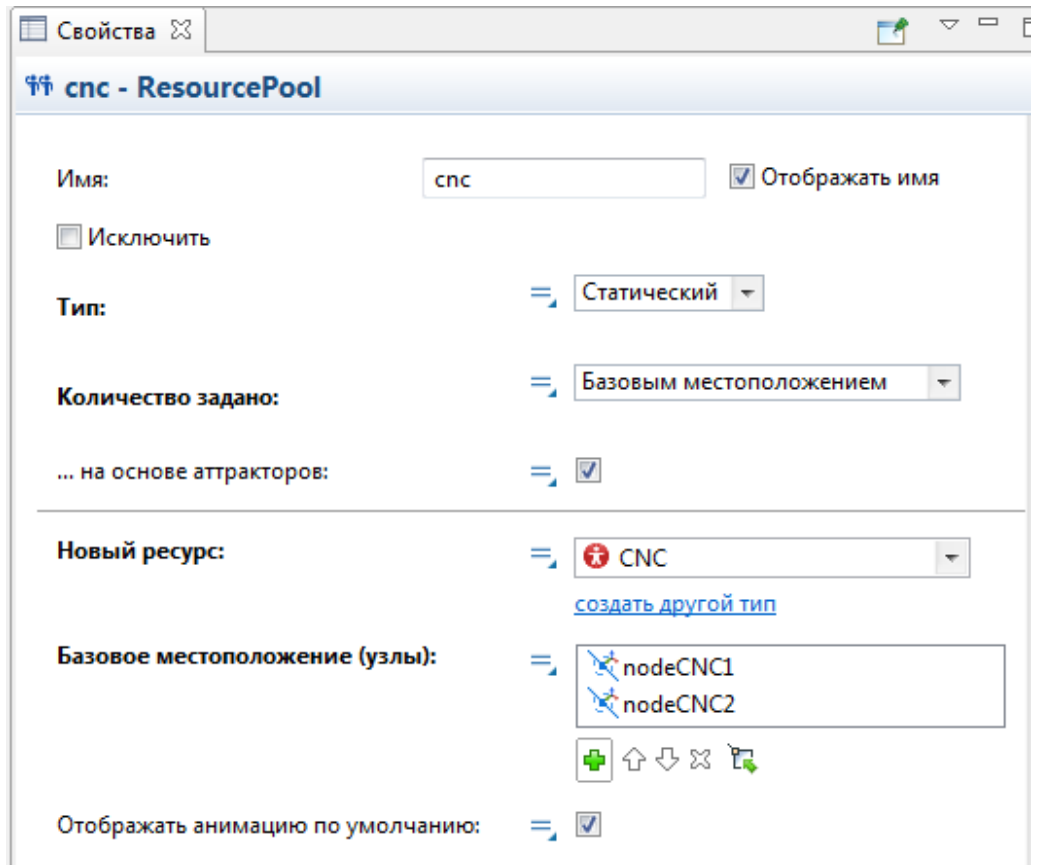 Свойства
cnc - ResourcePool
Имя: cnc Отображать имя
Исключить
Тип: Статический
Количество задано: Базовым местоположением
... на основе аттракторов:
Новый ресурс: CNC
создать другой тип
Базовое местоположение (узлы): nodeCNC1
nodeCNC2
Отображать анимацию по умолчанию: